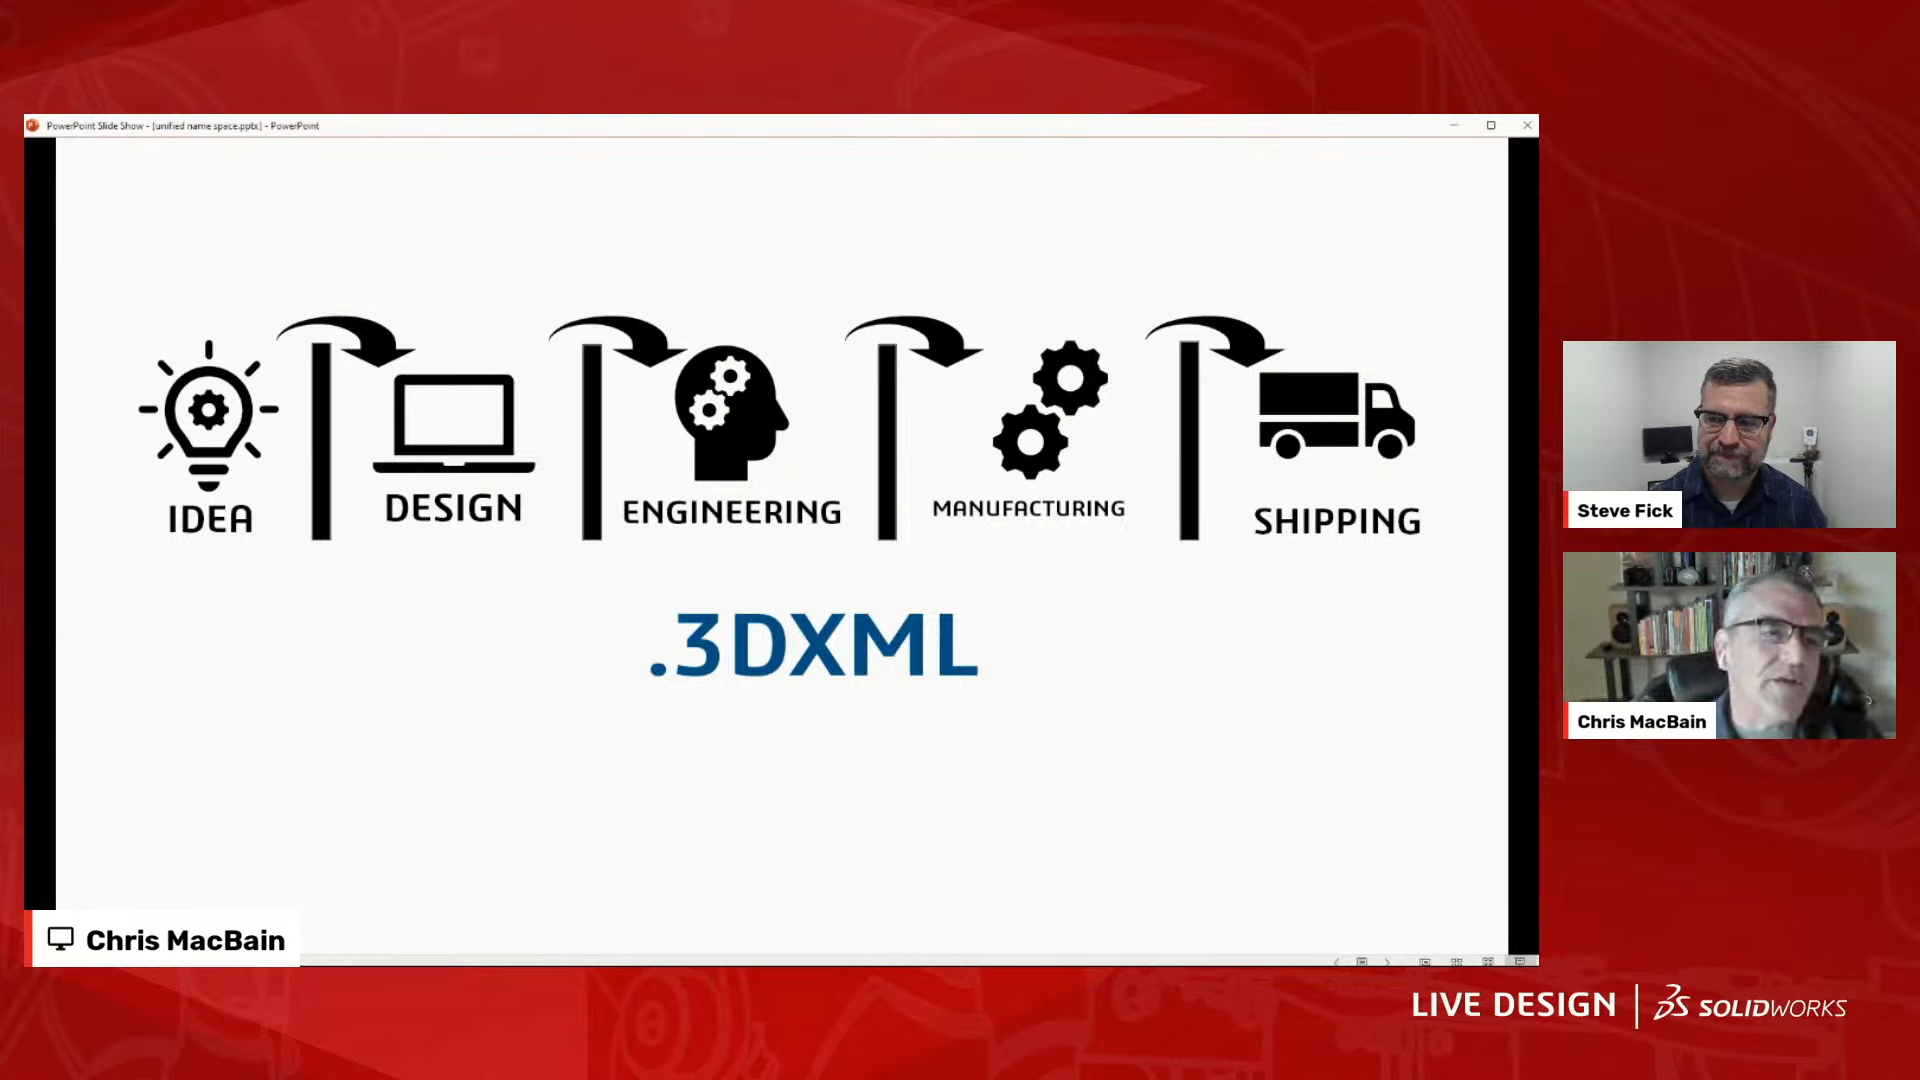 PowerPoint Slide Show - [unified name space.pptx] - PowerPoint
IDEA
DESIGN
ENGINEERING
MANUFACTURING
SHIPPING
.3DXML
Steve Fick
Chris MacBain
Chris MacBain
LIVE DESIGN
SOLIDWORKS